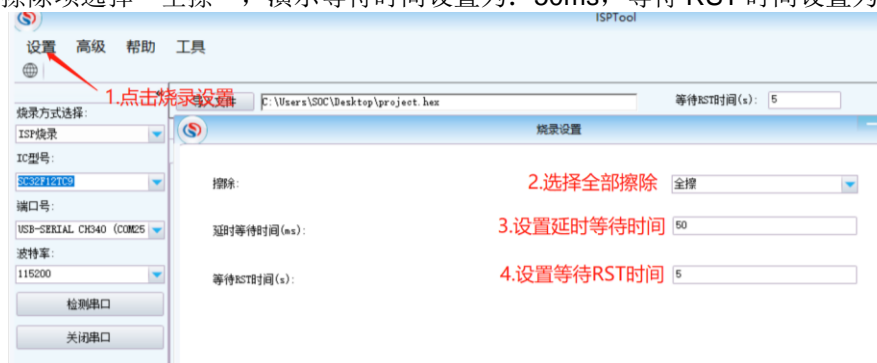 擦除项选择“全擦”，演示等待时间设置为：50ms，等待 RST 时间设置为
ISPTool
设置 高级 帮助 工具
1.点击烧录设置
烧录方式选择:
C:\Users\SOC\Desktop\project.hex
等待RST时间(s): 5
ISP烧录
烧录设置
IC型号:
SC32F12TC9
擦除:
2.选择全部擦除 全擦
端口号:
USB-SERIAL CH340 (COM25
延时等待时间(ms):
3.设置延时等待时间 50
波特率:
115200
等待RST时间(s):
4.设置等待RST时间 5
检测串口
关闭串口